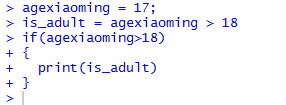 > agexiaoming = 17;
> is_adult = agexiaoming > 18
> if(agexiaoming>18)
+ {
+   print(is_adult)
+ }
>